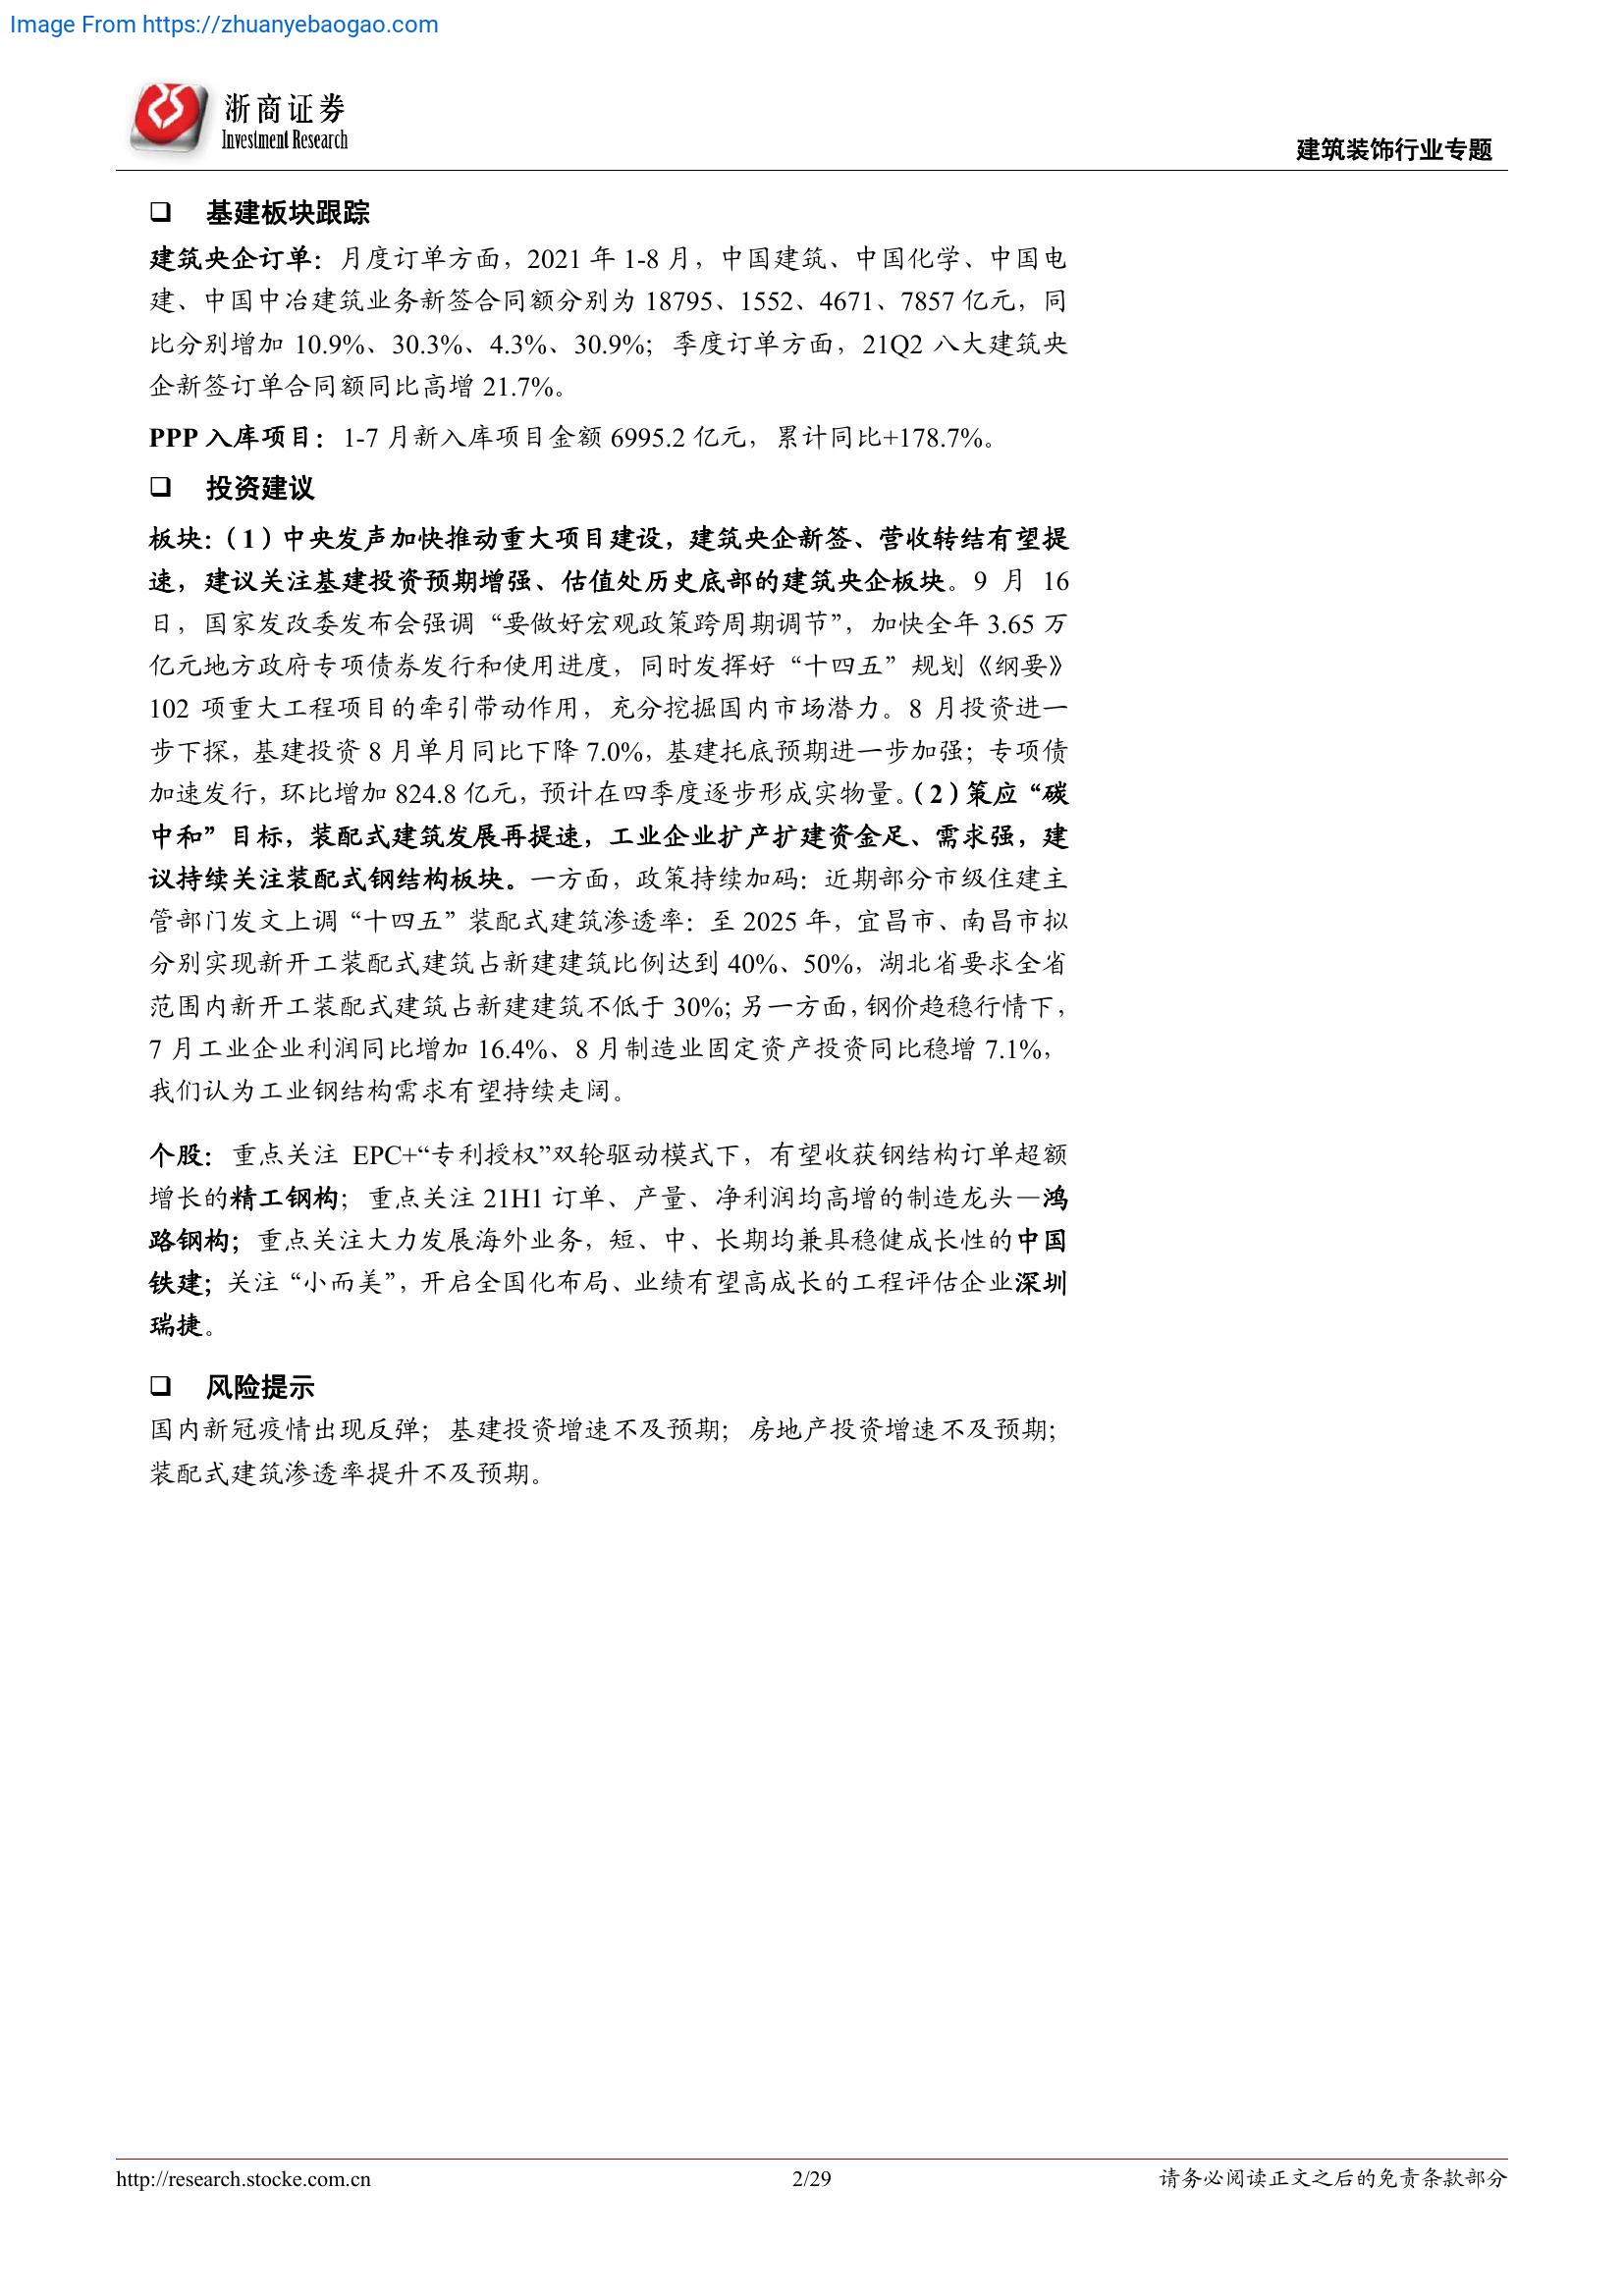 Image From https://zhuanyebaogao.com
浙商证券
Investment Research
建筑装饰行业专题
❑ 基建板块跟踪
建筑央企订单：月度订单方面，2021 年 1-8 月，中国建筑、中国化学、中国电
建、中国中冶建筑业务新签合同额分别为 18795、1552、4671、7857 亿元，同
比分别增加 10.9%、30.3%、4.3%、30.9%；季度订单方面，21Q2 八大建筑央
企新签订单合同额同比高增 21.7%。
PPP 入库项目：1-7 月新入库项目金额 6995.2 亿元，累计同比+178.7%。
❑ 投资建议
板块：（1）中央发声加快推动重大项目建设，建筑央企新签、营收转结有望提
速，建议关注基建投资预期增强、估值处历史底部的建筑央企板块。9 月 16
日，国家发改委发布会强调“要做好宏观政策跨周期调节”，加快全年 3.65 万
亿元地方政府专项债券发行和使用进度，同时发挥好“十四五”规划《纲要》
102 项重大工程项目的牵引带动作用，充分挖掘国内市场潜力。8 月投资进一
步下探，基建投资 8 月单月同比下降 7.0%，基建托底预期进一步加强；专项债
加速发行，环比增加 824.8 亿元，预计在四季度逐步形成实物量。（2）策应“碳
中和”目标，装配式建筑发展再提速，工业企业扩产扩建资金足、需求强，建
议持续关注装配式钢结构板块。一方面，政策持续加码：近期部分市级住建主
管部门发文上调“十四五”装配式建筑渗透率：至 2025 年，宜昌市、南昌市拟
分别实现新开工装配式建筑占新建建筑比例达到 40%、50%，湖北省要求全省
范围内新开工装配式建筑占新建建筑不低于 30%；另一方面，钢价趋稳行情下，
7 月工业企业利润同比增加 16.4%、8 月制造业固定资产投资同比稳增 7.1%，
我们认为工业钢结构需求有望持续走阔。
个股：重点关注 EPC+“专利授权”双轮驱动模式下，有望收获钢结构订单超额
增长的精工钢构；重点关注 21H1 订单、产量、净利润均高增的制造龙头—鸿
路钢构；重点关注大力发展海外业务，短、中、长期均兼具稳健成长性的中国
铁建；关注“小而美”，开启全国化布局、业绩有望高成长的工程评估企业深圳
瑞捷。
❑ 风险提示
国内新冠疫情出现反弹；基建投资增速不及预期；房地产投资增速不及预期；
装配式建筑渗透率提升不及预期。
http://research.stocke.com.cn
2/29
请务必阅读正文之后的免责条款部分